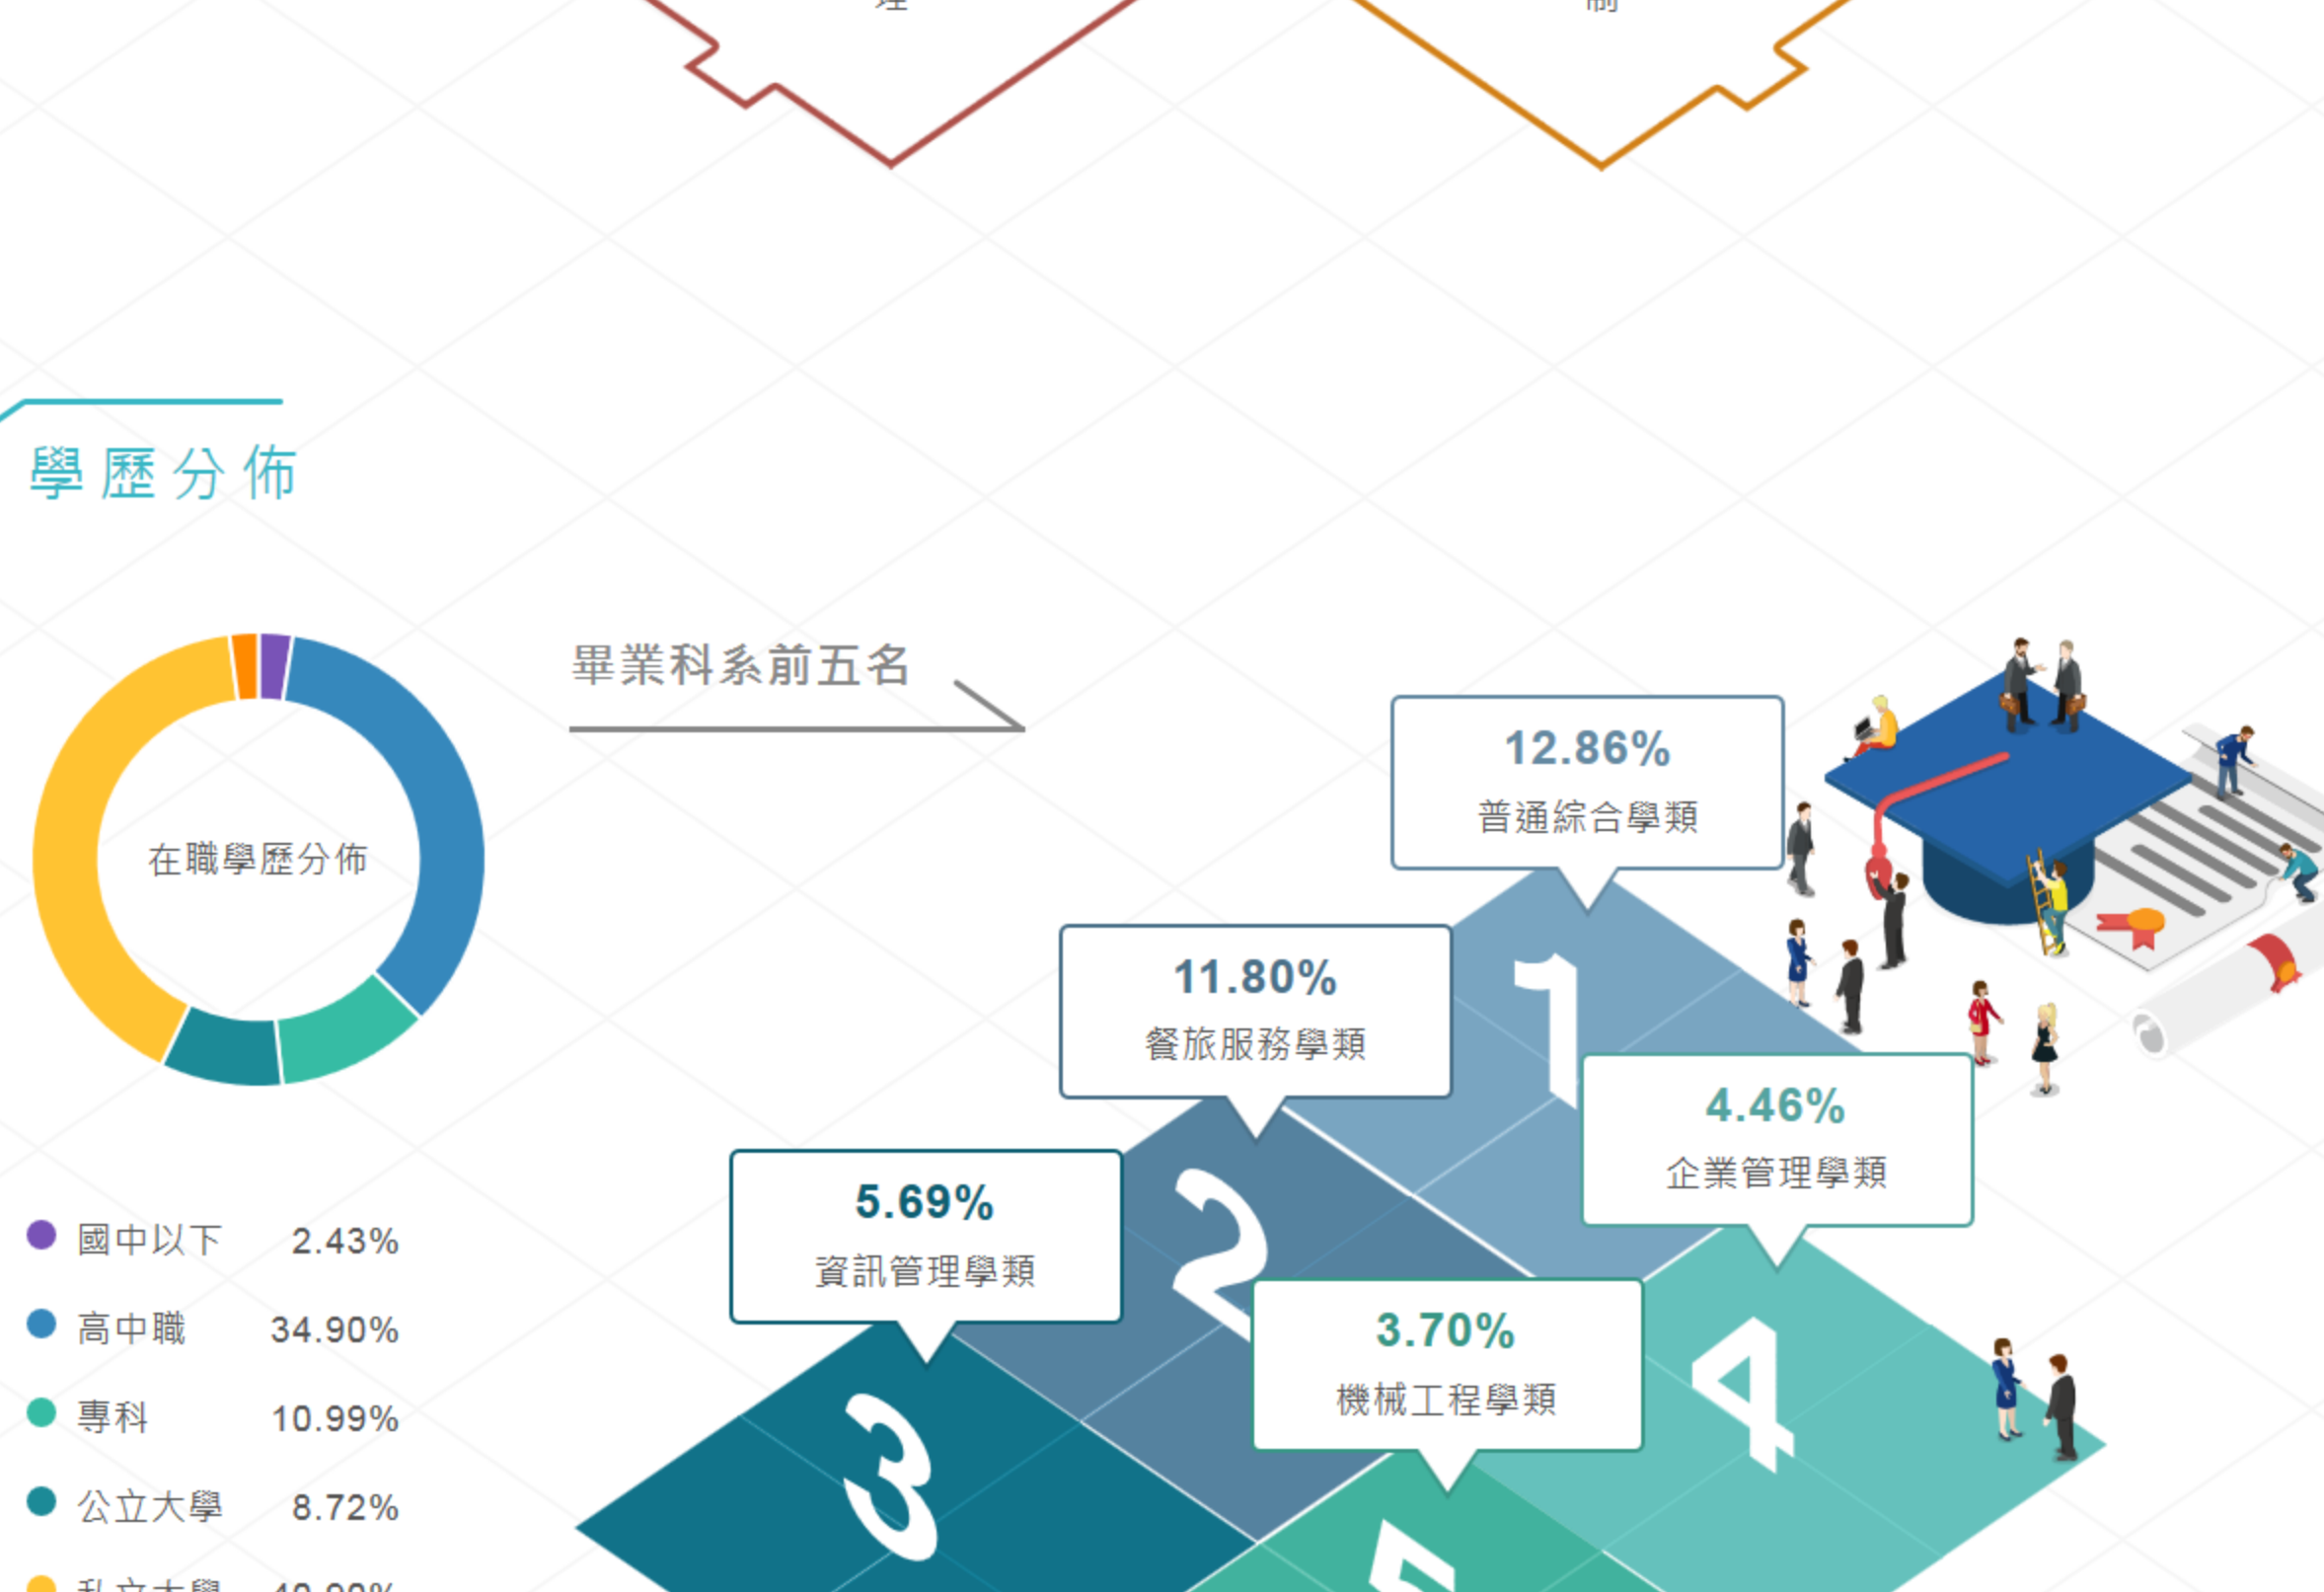 學歷分佈
畢業科系前五名
在職學歷分佈
12.86%
普通綜合學類
11.80%
餐旅服務學類
4.46%
企業管理學類
5.69%
資訊管理學類
3.70%
機械工程學類
1
2
3
4
國中以下 2.43%
高中職 34.90%
專科 10.99%
公立大學 8.72%